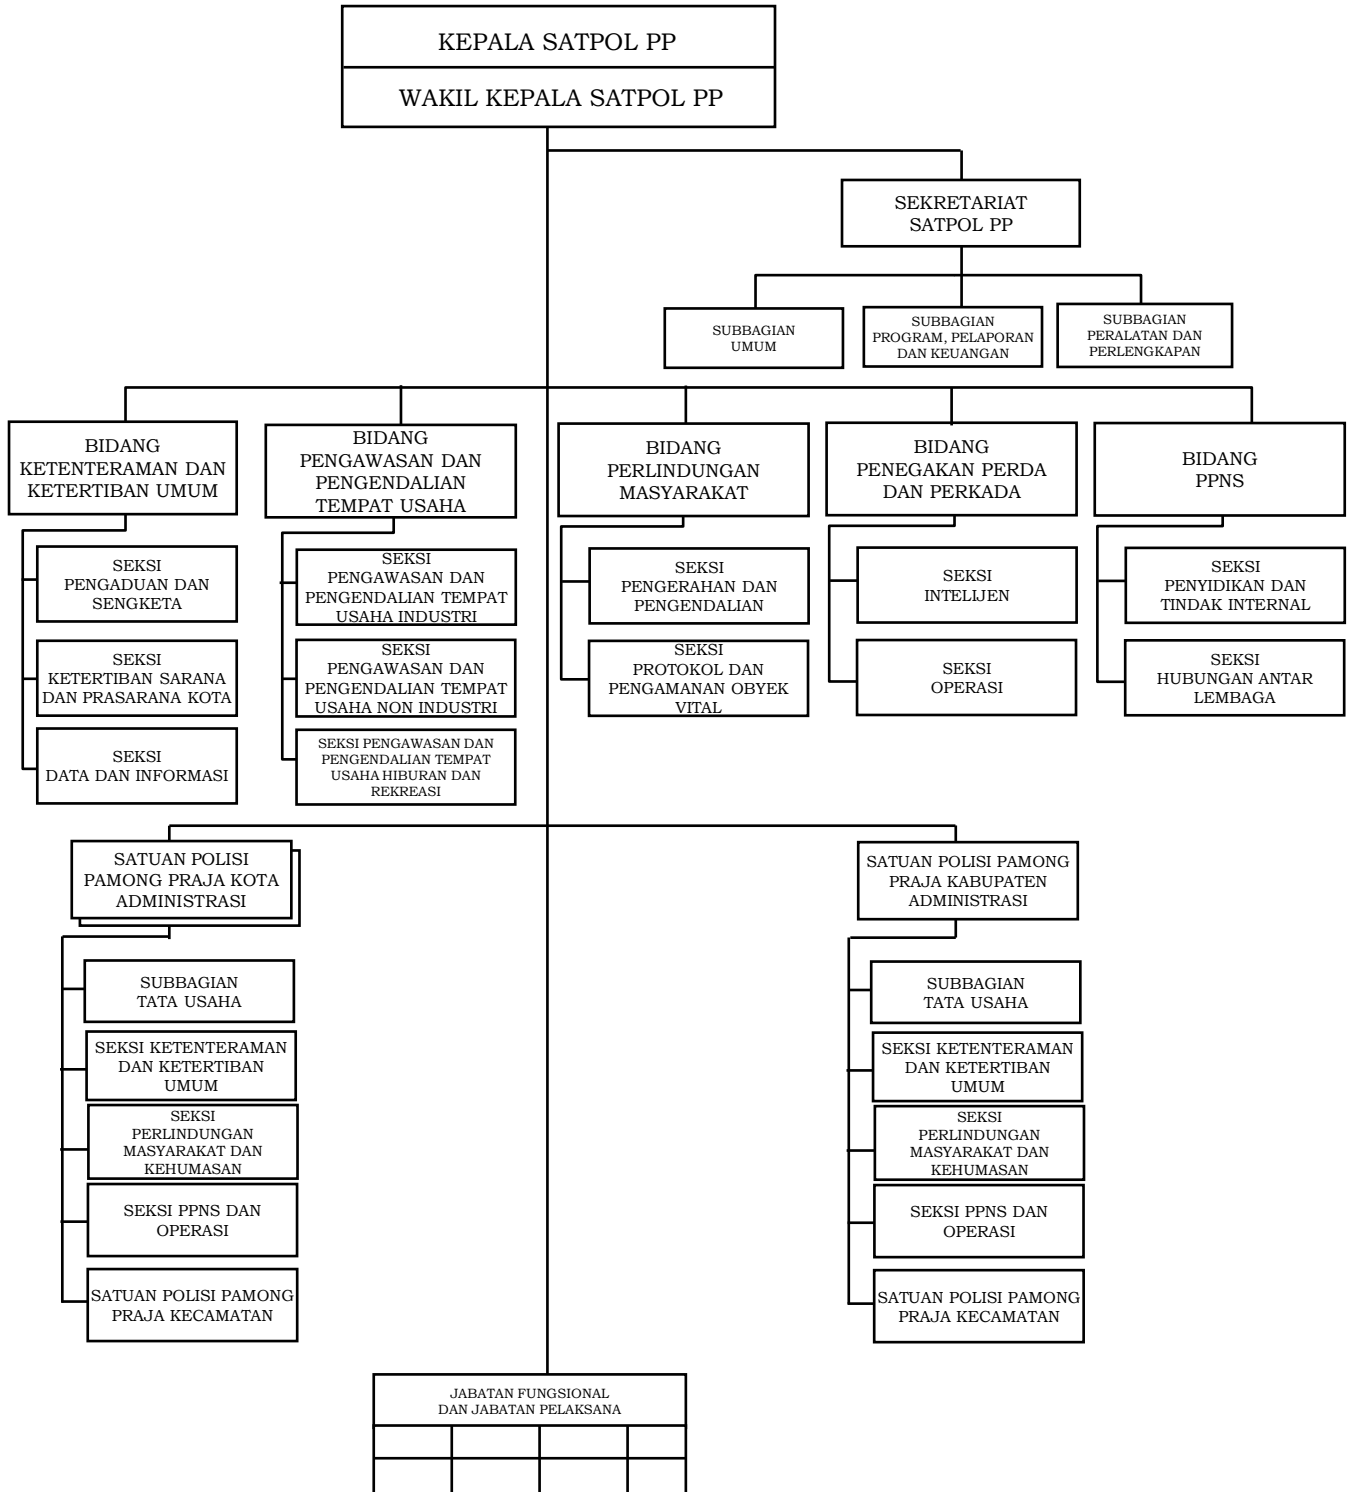 KEPALA SATPOL PP
WAKIL KEPALA SATPOL PP
SEKRETARIAT
SATPOL PP
SUBBAGIAN
UMUM
SUBBAGIAN
PROGRAM, PELAPORAN
DAN KEUANGAN
SUBBAGIAN
PERALATAN DAN
PERLENGKAPAN
BIDANG
KETENTERAMAN DAN
KETERTIBAN UMUM
BIDANG
PENGAWASAN DAN
PENGENDALIAN
TEMPAT USAHA
BIDANG
PERLINDUNGAN
MASYARAKAT
BIDANG
PENEGAKAN PERDA
DAN PERKADA
BIDANG
PPNS
SEKSI
PENGADUAN DAN
SENGKETA
SEKSI
KETERTIBAN SARANA
DAN PRASARANA KOTA
SEKSI
DATA DAN INFORMASI
SEKSI
PENGAWASAN DAN
PENGENDALIAN TEMPAT
USAHA INDUSTRI
SEKSI
PENGAWASAN DAN
PENGENDALIAN TEMPAT
USAHA NON INDUSTRI
SEKSI PENGAWASAN DAN
PENGENDALIAN TEMPAT
USAHA HIBURAN DAN
REKREASI
SEKSI
PENGERAHAN DAN
PENGENDALIAN
SEKSI
PROTOKOL DAN
PENGAMANAN OBYEK
VITAL
SEKSI
INTELIJEN
SEKSI
OPERASI
SEKSI
PENYIDIKAN DAN
TINDAK INTERNAL
SEKSI
HUBUNGAN ANTAR
LEMBAGA
SATUAN POLISI
PAMONG PRAJA KOTA
ADMINISTRASI
SUBBAGIAN
TATA USAHA
SEKSI KETENTERAMAN
DAN KETERTIBAN
UMUM
SEKSI
PERLINDUNGAN
MASYARAKAT DAN
KEHUMASAN
SEKSI PPNS DAN
OPERASI
SATUAN POLISI PAMONG
PRAJA KECAMATAN
SATUAN POLISI PAMONG
PRAJA KABUPATEN
ADMINISTRASI
SUBBAGIAN
TATA USAHA
SEKSI KETENTERAMAN
DAN KETERTIBAN
UMUM
SEKSI
PERLINDUNGAN
MASYARAKAT DAN
KEHUMASAN
SEKSI PPNS DAN
OPERASI
SATUAN POLISI PAMONG
PRAJA KECAMATAN
JABATAN FUNGSIONAL
DAN JABATAN PELAKSANA